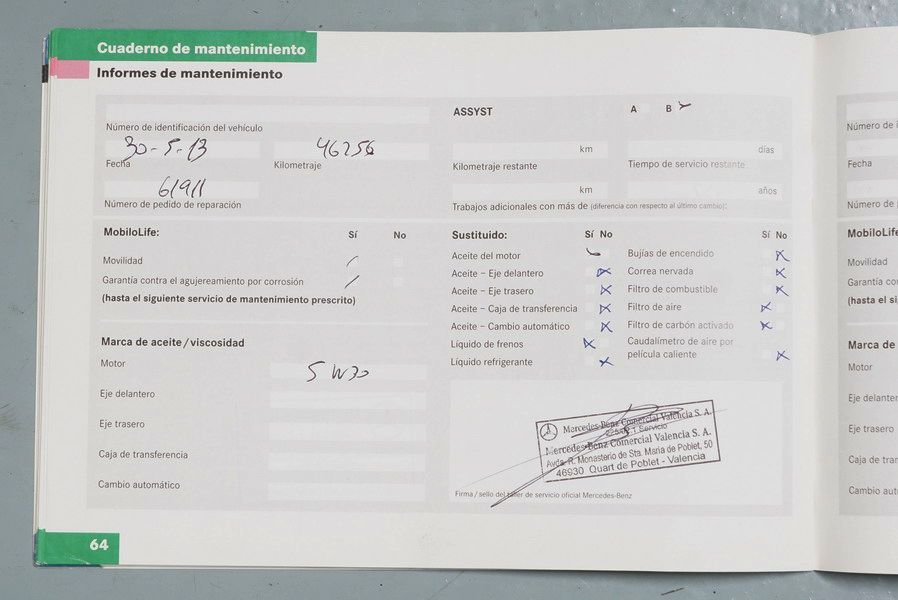 Cuaderno de mantenimiento
Informes de mantenimiento
ASSYST A B
Número de identificación del vehículo
30-5-13 46256 km días
Fecha Kilometraje Kilometraje restante Tiempo de servicio restante
61911 km años
Número de pedido de reparación Trabajos adicionales con más de (diferencia con respecto al último cambio):
MobiloLife: Sí No
Movilidad
Garantía contra el agujereamiento por corrosión
(hasta el siguiente servicio de mantenimiento prescrito)
Marca de aceite/viscosidad
Motor 5W30
Eje delantero
Eje trasero
Caja de transferencia
Cambio automático
Sustituido: Sí No Sí No
Aceite del motor Bujías de encendido
Aceite – Eje delantero Correa nervada
Aceite – Eje trasero Filtro de combustible
Aceite – Caja de transferencia Filtro de aire
Aceite – Cambio automático Filtro de carbón activado
Líquido de frenos Caudalímetro de aire por
Líquido refrigerante película caliente
Mercedes-Benz Comercial Valencia S. A.
Servicio
Mercedes-Benz Comercial Valencia S. A.
Avda. R. Monasterio de Sta. María de Poblet, 50
46930 Quart de Poblet - Valencia
Firma/sello del taller de servicio oficial Mercedes-Benz
64
Número de
Fecha
Número de
MobiloLife
Movilidad
Garantía co
(hasta el si
Marca de
Motor
Eje delanter
Eje trasero
Caja de tran
Cambio aut